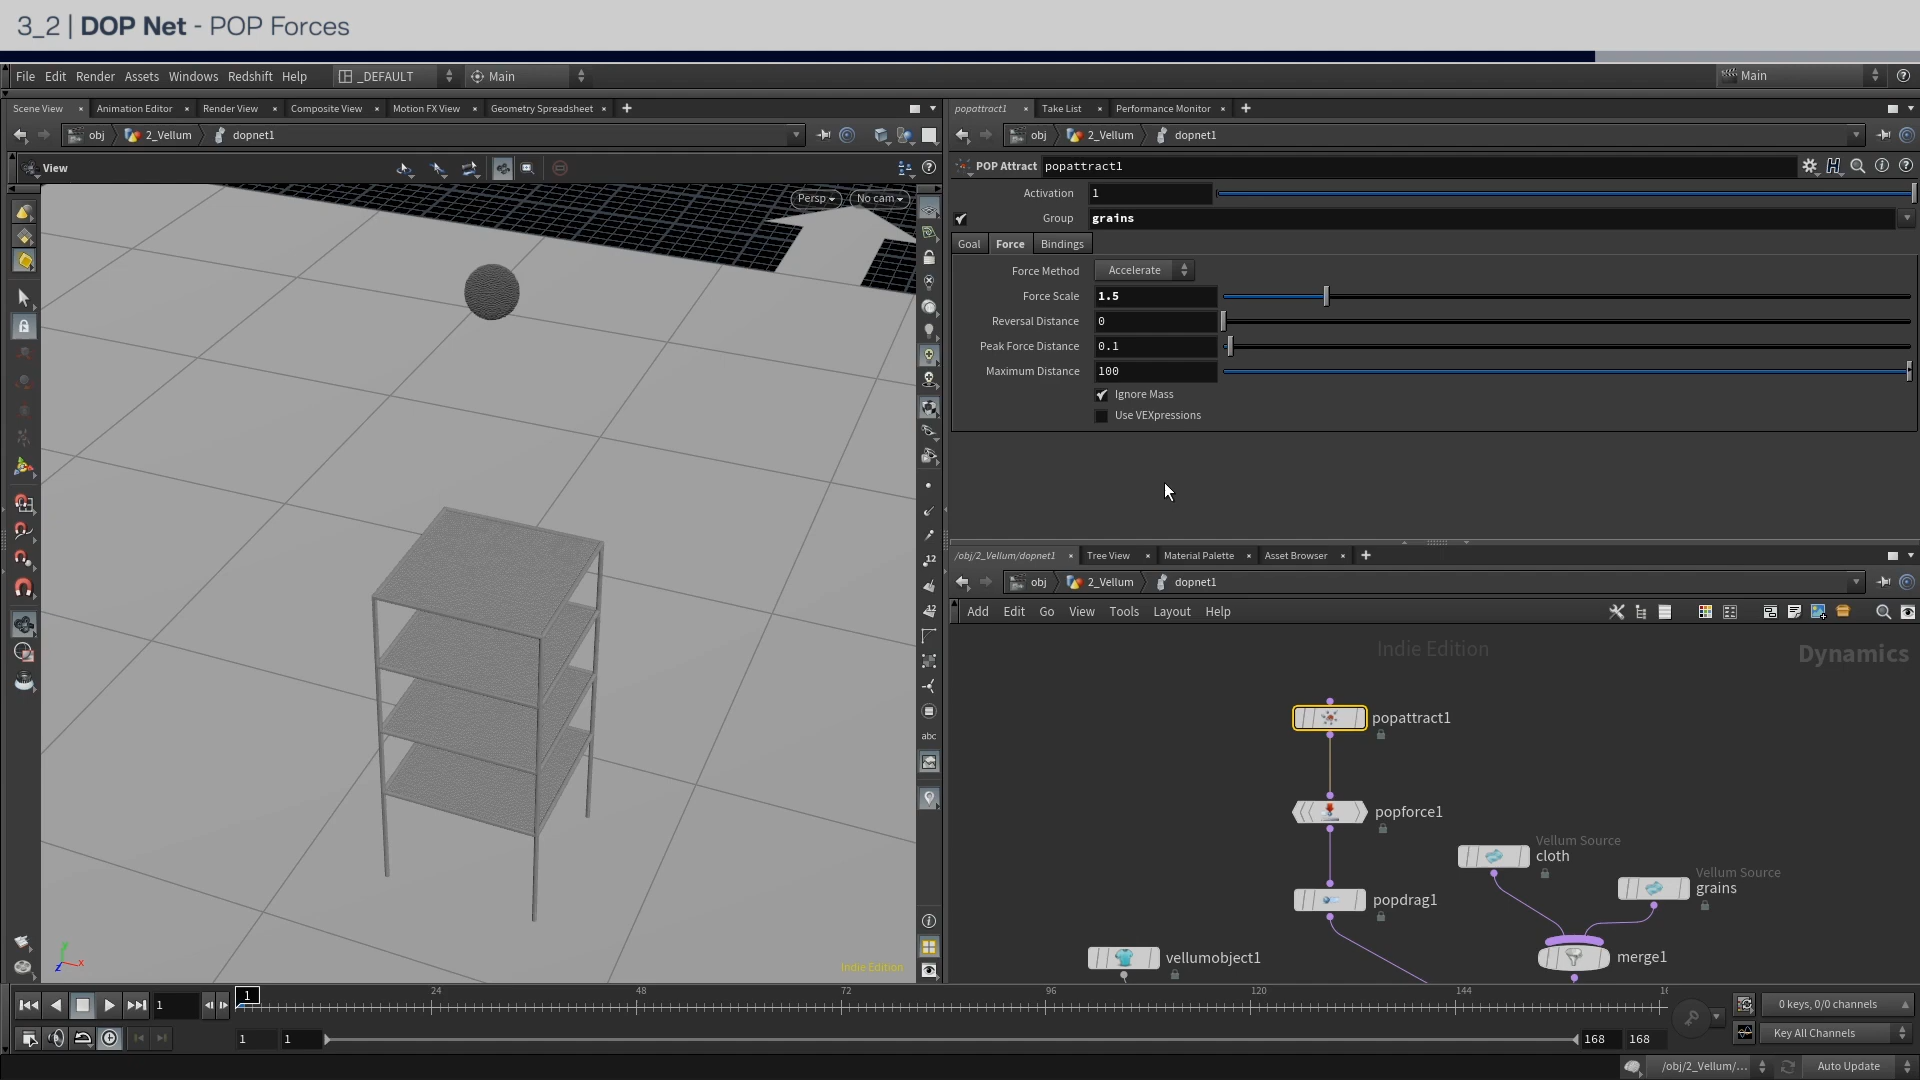 3_2 | DOP Net - POP Forces
File Edit Render Assets Windows Redshift Help _DEFAULT Main
Main
Scene View Animation Editor Render View Composite View Motion FX View Geometry Spreadsheet
obj 2_Vellum dopnet1
View
Persp No cam
12
12
abc
Indie Edition
y x z
popattract1 Take List Performance Monitor
obj 2_Vellum dopnet1
POP Attract popattract1
Activation 1
Group grains
Goal Force Bindings
Force Method Accelerate
Force Scale 1.5
Reversal Distance 0
Peak Force Distance 0.1
Maximum Distance 100
Ignore Mass
Use VEXpressions
/obj/2_Vellum/dopnet1 Tree View Material Palette Asset Browser
obj 2_Vellum dopnet1
Add Edit Go View Tools Layout Help
Indie Edition
Dynamics
popattract1
popforce1
Vellum Source
cloth
Vellum Source
grains
popdrag1
vellumobject1
merge1
1 1 24 48 72 96 120 144 16
0 keys, 0/0 channels
1 1 168 168
Key All Channels
/obj/2_Vellum/... Auto Update